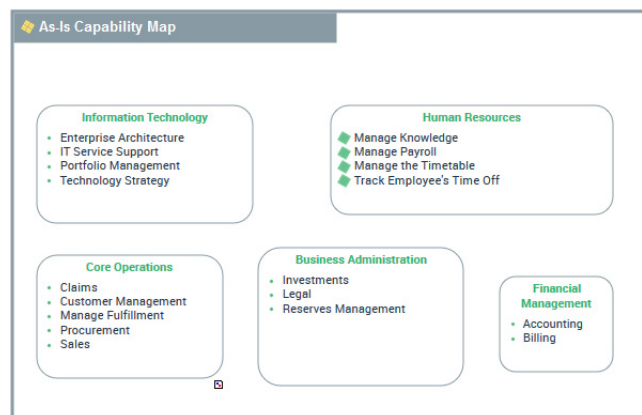 As-Is Capability Map
Information Technology
Enterprise Architecture
IT Service Support
Portfolio Management
Technology Strategy
Human Resources
Manage Knowledge
Manage Payroll
Manage the Timetable
Track Employee's Time Off
Core Operations
Claims
Customer Management
Manage Fulfillment
Procurement
Sales
Business Administration
Investments
Legal
Reserves Management
Financial
Management
Accounting
Billing